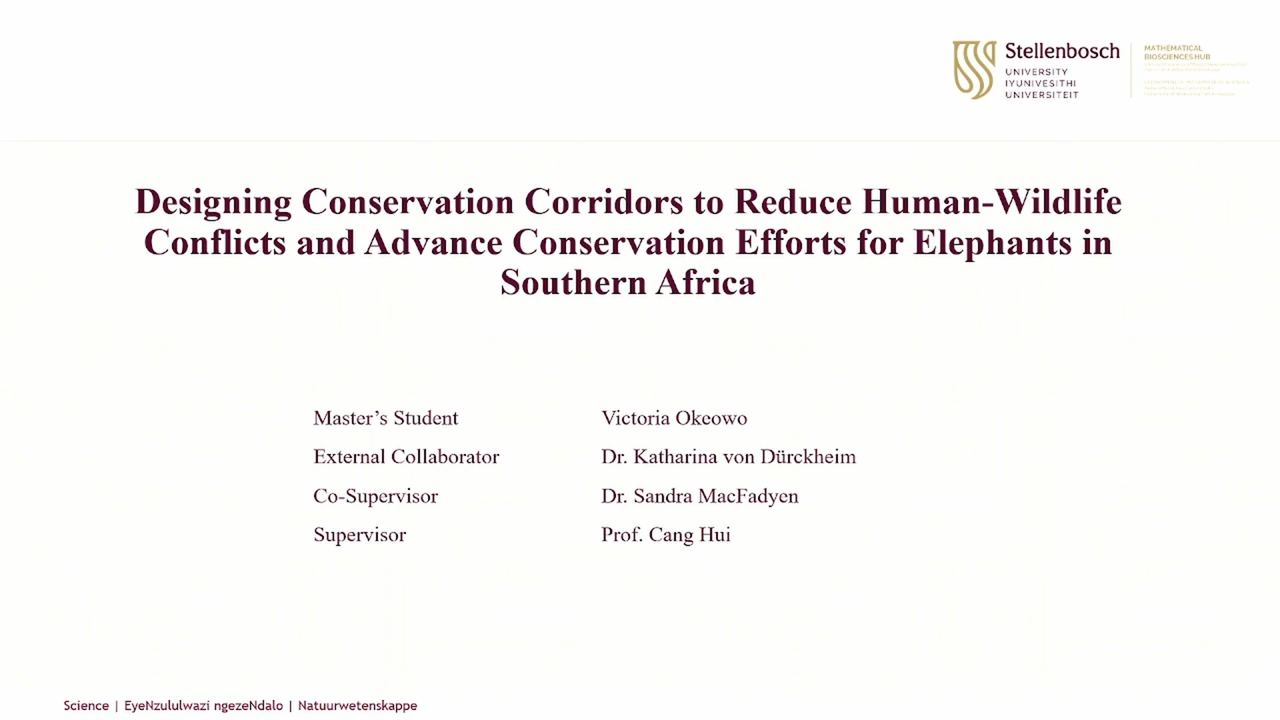 Stellenbosch
UNIVERSITY
IYUNIVESITHI
UNIVERSITEIT
MATHEMATICAL
BIOSCIENCES HUB
Designing Conservation Corridors to Reduce Human-Wildlife
Conflicts and Advance Conservation Efforts for Elephants in
Southern Africa
Master's Student Victoria Okeowo
External Collaborator Dr. Katharina von Dürckheim
Co-Supervisor Dr. Sandra MacFadyen
Supervisor Prof. Cang Hui
Science | EyeNzululwazi ngezeNdalo | Natuurwetenskappe